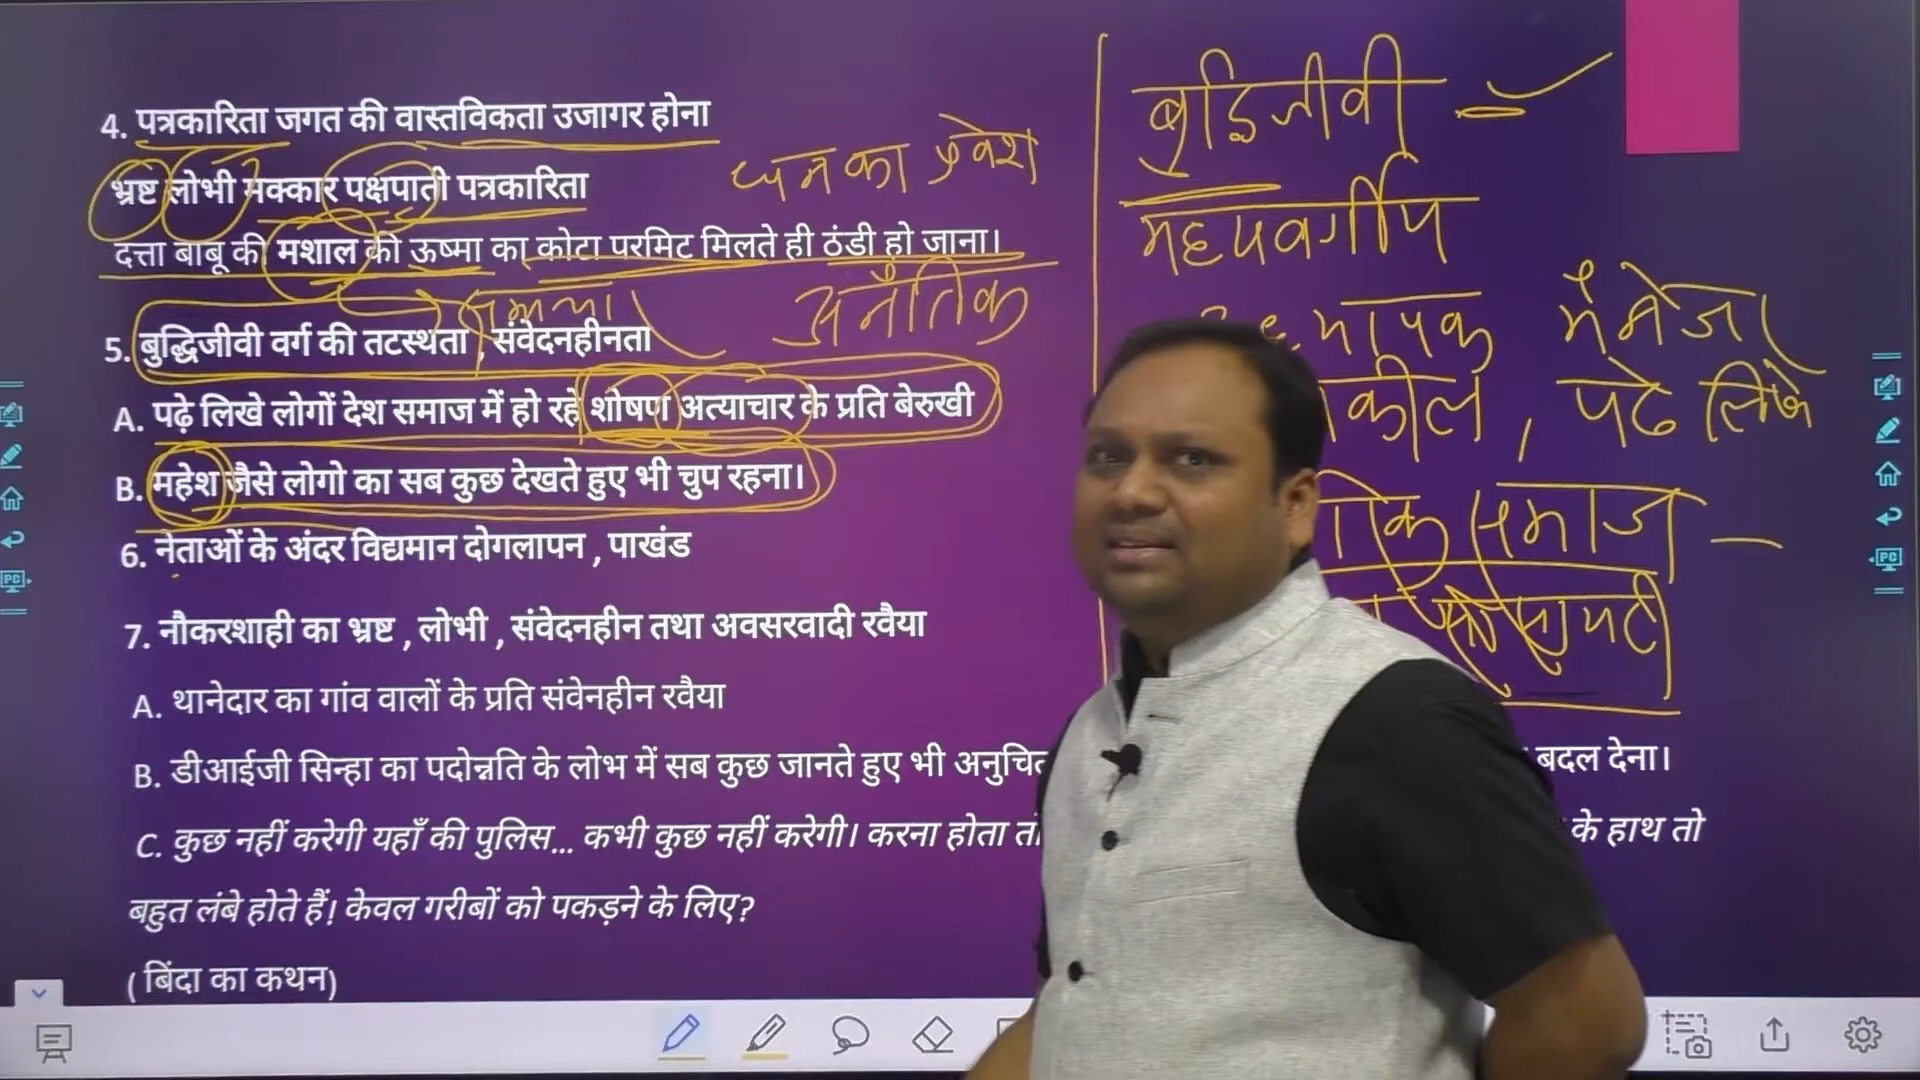 4. पत्रकारिता जगत की वास्तविकता उजागर होना
भ्रष्ट लोभी मक्कार पक्षपाती पत्रकारिता
धन का प्रवेश
दत्ता बाबू की मशाल की ऊष्मा का कोटा परमिट मिलते ही ठंडी हो जाना।
अनैतिक
5. बुद्धिजीवी वर्ग की तटस्थता , संवेदनहीनता
A. पढ़े लिखे लोगों देश समाज में हो रहे शोषण अत्याचार के प्रति बेरुखी
B. महेश जैसे लोगो का सब कुछ देखते हुए भी चुप रहना।
6. नेताओं के अंदर विद्यमान दोगलापन , पाखंड
7. नौकरशाही का भ्रष्ट , लोभी , संवेदनहीन तथा अवसरवादी रवैया
A. थानेदार का गांव वालों के प्रति संवेनहीन रवैया
B. डीआईजी सिन्हा का पदोन्नति के लोभ में सब कुछ जानते हुए भी अनुचित बदल देना।
C. कुछ नहीं करेगी यहाँ की पुलिस... कभी कुछ नहीं करेगी। करना होता तो के हाथ तो
बहुत लंबे होते हैं! केवल गरीबों को पकड़ने के लिए?
( बिंदा का कथन)
बुद्धिजीवी
मध्यवर्गीय
मैनेजर
पढे लिखे
समाज
PC
PC